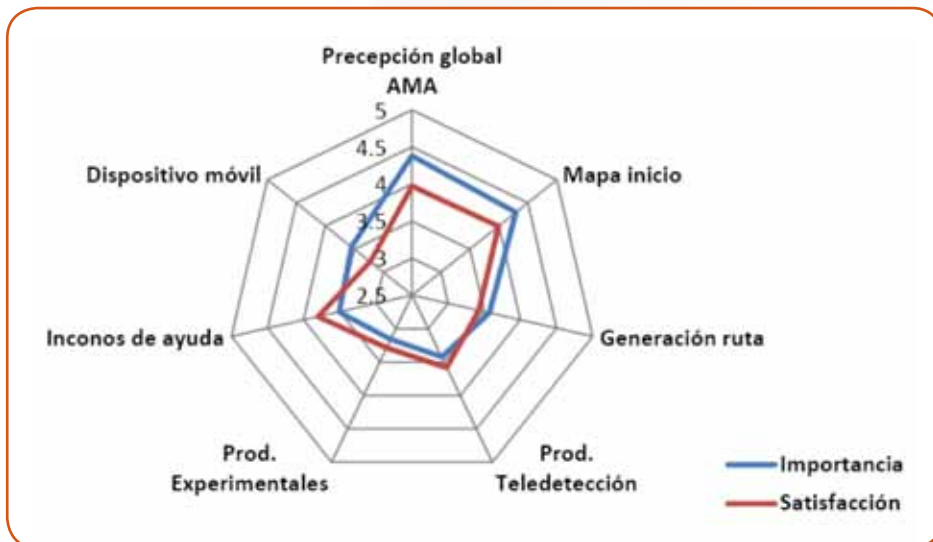 Precepción global
AMA
5
4.5
4
3.5
3
2.5
Dispositivo móvil
Mapa inicio
Inconos de ayuda
Generación ruta
Prod.
Experimentales
Prod.
Teledetección
Importancia
Satisfacción